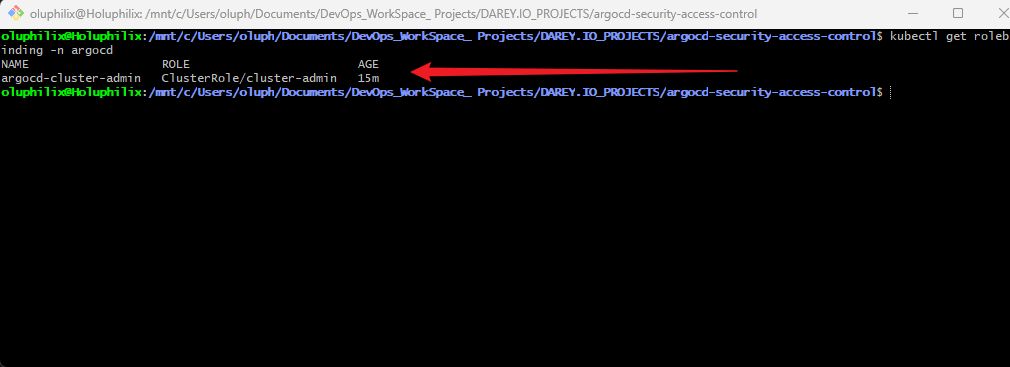 oluphilix@Holuphilix: /mnt/c/Users/oluph/Documents/DevOps_WorkSpace_ Projects/DAREY.IO_PROJECTS/argocd-security-access-control
oluphilix@Holuphilix:/mnt/c/Users/oluph/Documents/DevOps_WorkSpace_ Projects/DAREY.IO_PROJECTS/argocd-security-access-control$ kubectl get roleb
inding -n argocd
NAME ROLE AGE
argocd-cluster-admin ClusterRole/cluster-admin 15m
oluphilix@Holuphilix:/mnt/c/Users/oluph/Documents/DevOps_WorkSpace_ Projects/DAREY.IO_PROJECTS/argocd-security-access-control$